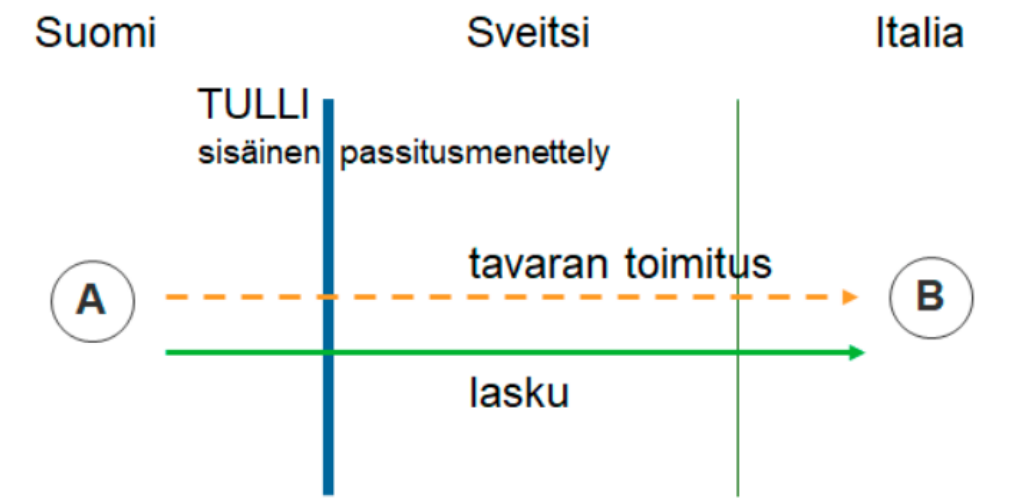 Suomi Sveitsi Italia
TULLI
sisäinen passitusmenettely
tavaran toimitus
A B
lasku